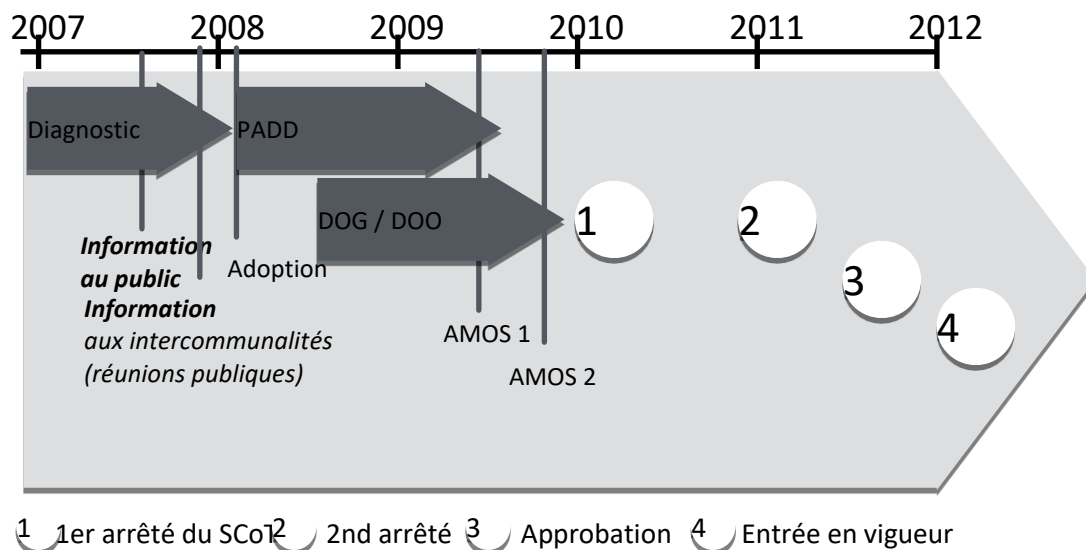 2007 2008 2009 2010 2011 2012
Diagnostic PADD
DOG / DOO
1 2
Information
au public
Adoption
3
Information
aux intercommunalités
(réunions publiques)
AMOS 1
4
AMOS 2
1 1er arrêté du SCoT 2 2nd arrêté 3 Approbation 4 Entrée en vigueur